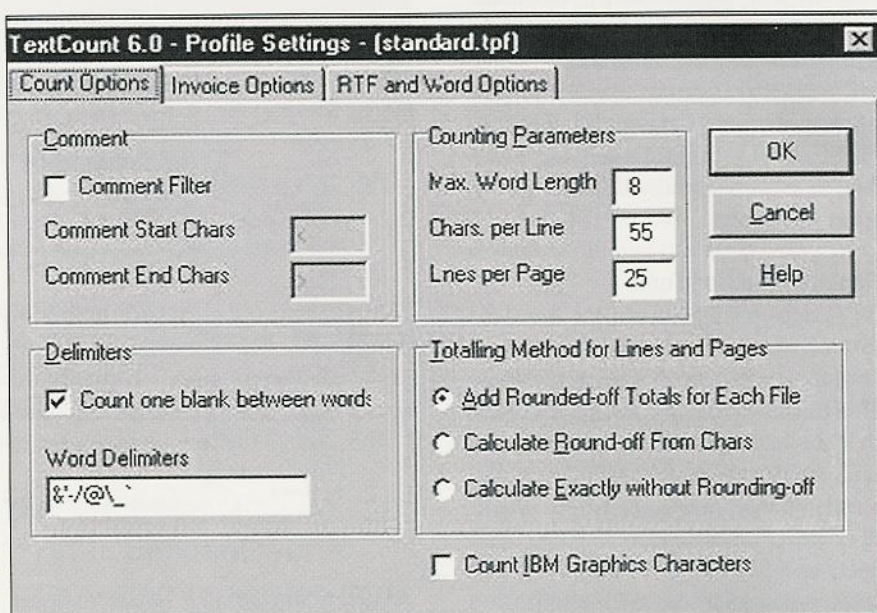 TextCount 6.0 - Profile Settings - (standard.tpf)
Count Options
Invoice Options
RTF and Word Options
Comment
Comment Filter
Comment Start Chars
<
Comment End Chars
>
Delimiters
Count one blank between words
Word Delimiters
&'-/@\_`
Counting Parameters
Max. Word Length 8
Chars. per Line 55
Lines per Page 25
OK
Cancel
Help
Totalling Method for Lines and Pages
Add Rounded-off Totals for Each File
Calculate Round-off From Chars
Calculate Exactly without Rounding-off
Count IBM Graphics Characters